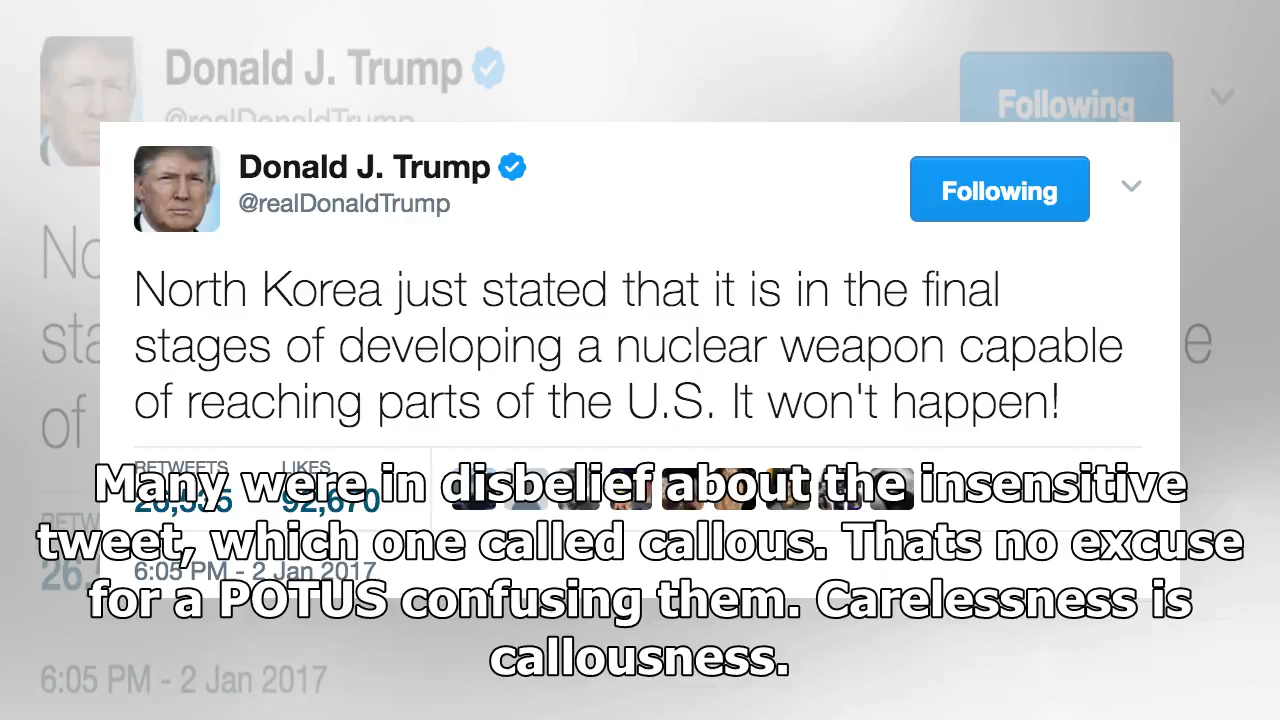 Donald J. Trump
@realDonaldTrump
Following
Donald J. Trump
@realDonaldTrump
Following
North Korea just stated that it is in the final
stages of developing a nuclear weapon capable
of reaching parts of the U.S. It won't happen!
RETWEETS LIKES
92,670
6:05 PM - 2 Jan 2017
Many were in disbelief about the insensitive
tweet, which one called callous. Thats no excuse
for a POTUS confusing them. Carelessness is
callousness.
6:05 PM - 2 Jan 2017